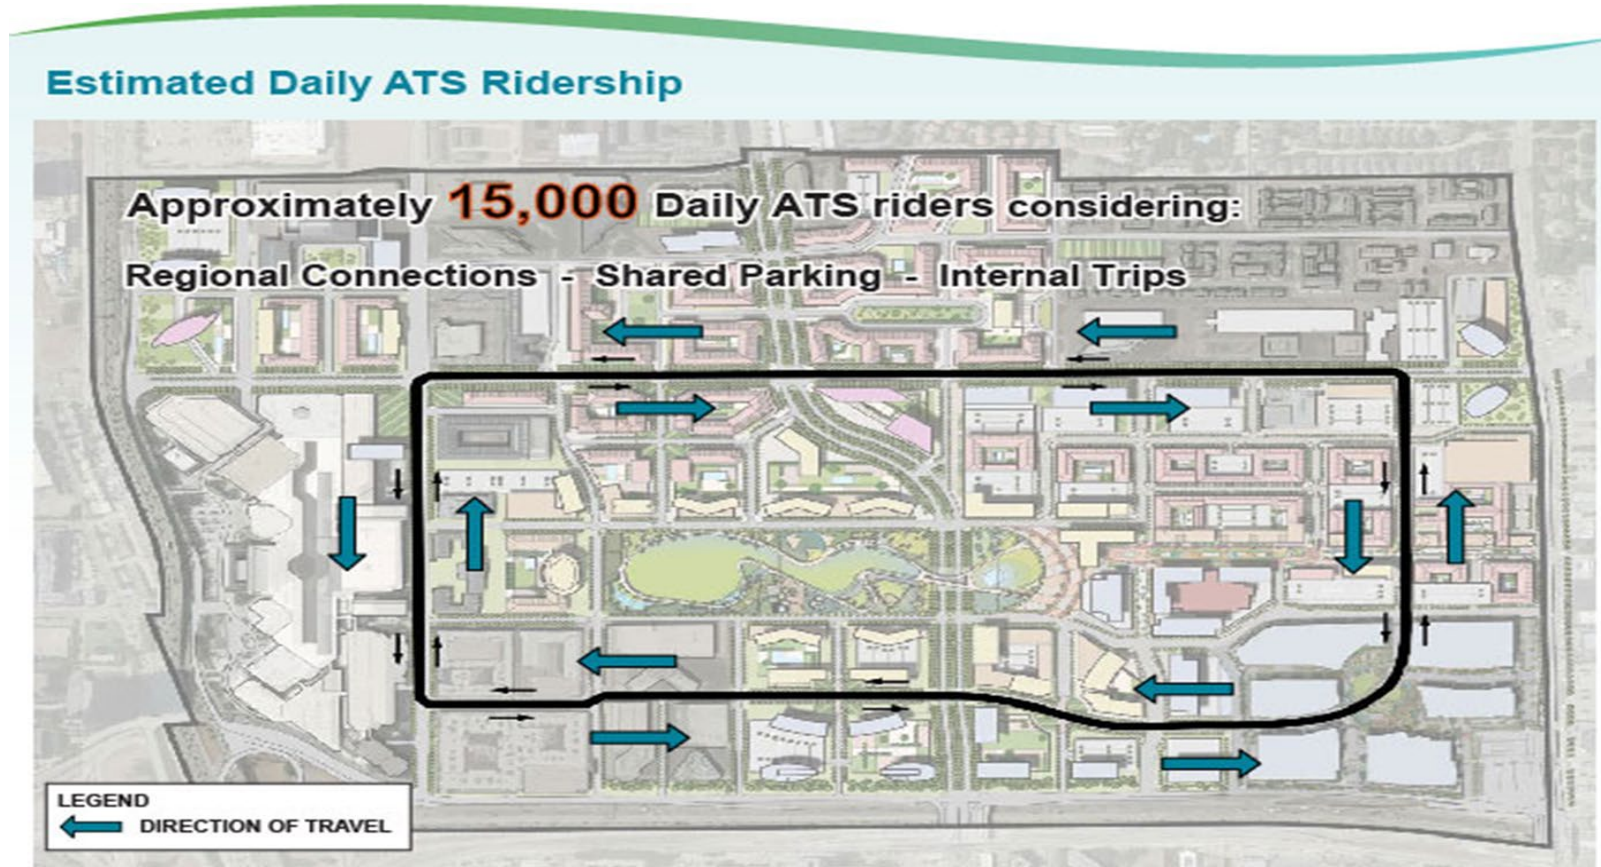 Estimated Daily ATS Ridership
Approximately 15,000 Daily ATS riders considering:
Regional Connections - Shared Parking - Internal Trips
LEGEND
DIRECTION OF TRAVEL